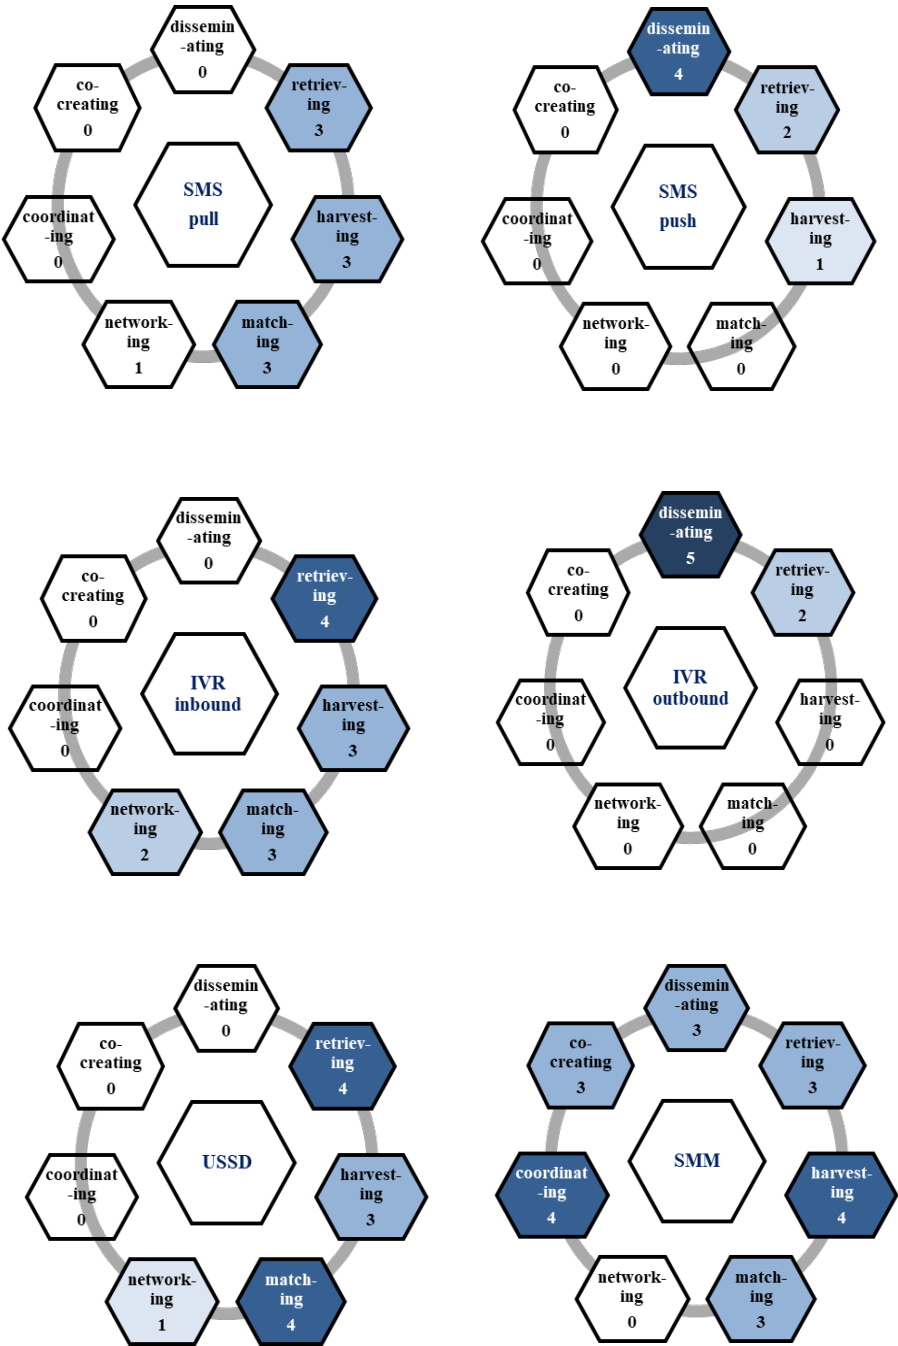 dissemin
-ating
0
co-
creating
0
retriev-
ing
3
SMS
pull
coordinat
-ing
0
harvest-
ing
3
network-
ing
1
match-
ing
3
dissemin
-ating
4
co-
creating
0
retriev-
ing
2
SMS
push
coordinat
-ing
0
harvest-
ing
1
network-
ing
0
match-
ing
0
dissemin
-ating
0
co-
creating
0
retriev-
ing
4
IVR
inbound
coordinat
-ing
0
harvest-
ing
3
network-
ing
2
match-
ing
3
dissemin
-ating
5
co-
creating
0
retriev-
ing
2
IVR
outbound
coordinat
-ing
0
harvest-
ing
0
network-
ing
0
match-
ing
0
dissemin
-ating
0
co-
creating
0
retriev-
ing
4
USSD
coordinat
-ing
0
harvest-
ing
3
network-
ing
1
match-
ing
4
dissemin
-ating
3
co-
creating
3
retriev-
ing
3
SMM
coordinat
-ing
4
harvest-
ing
4
network-
ing
0
match-
ing
3